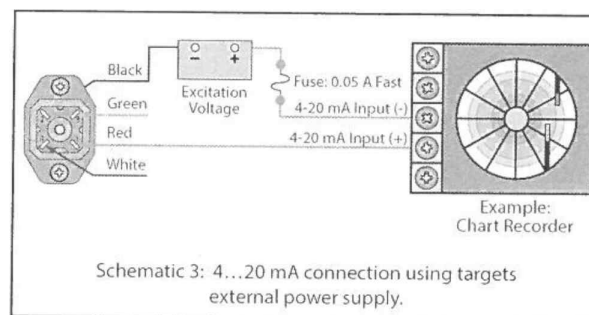 Black
Green
Red
White
- +
Excitation
Voltage
Fuse: 0.05 A Fast
4-20 mA Input (-)
4-20 mA Input (+)
Example:
Chart Recorder
Schematic 3: 4...20 mA connection using targets
external power supply.